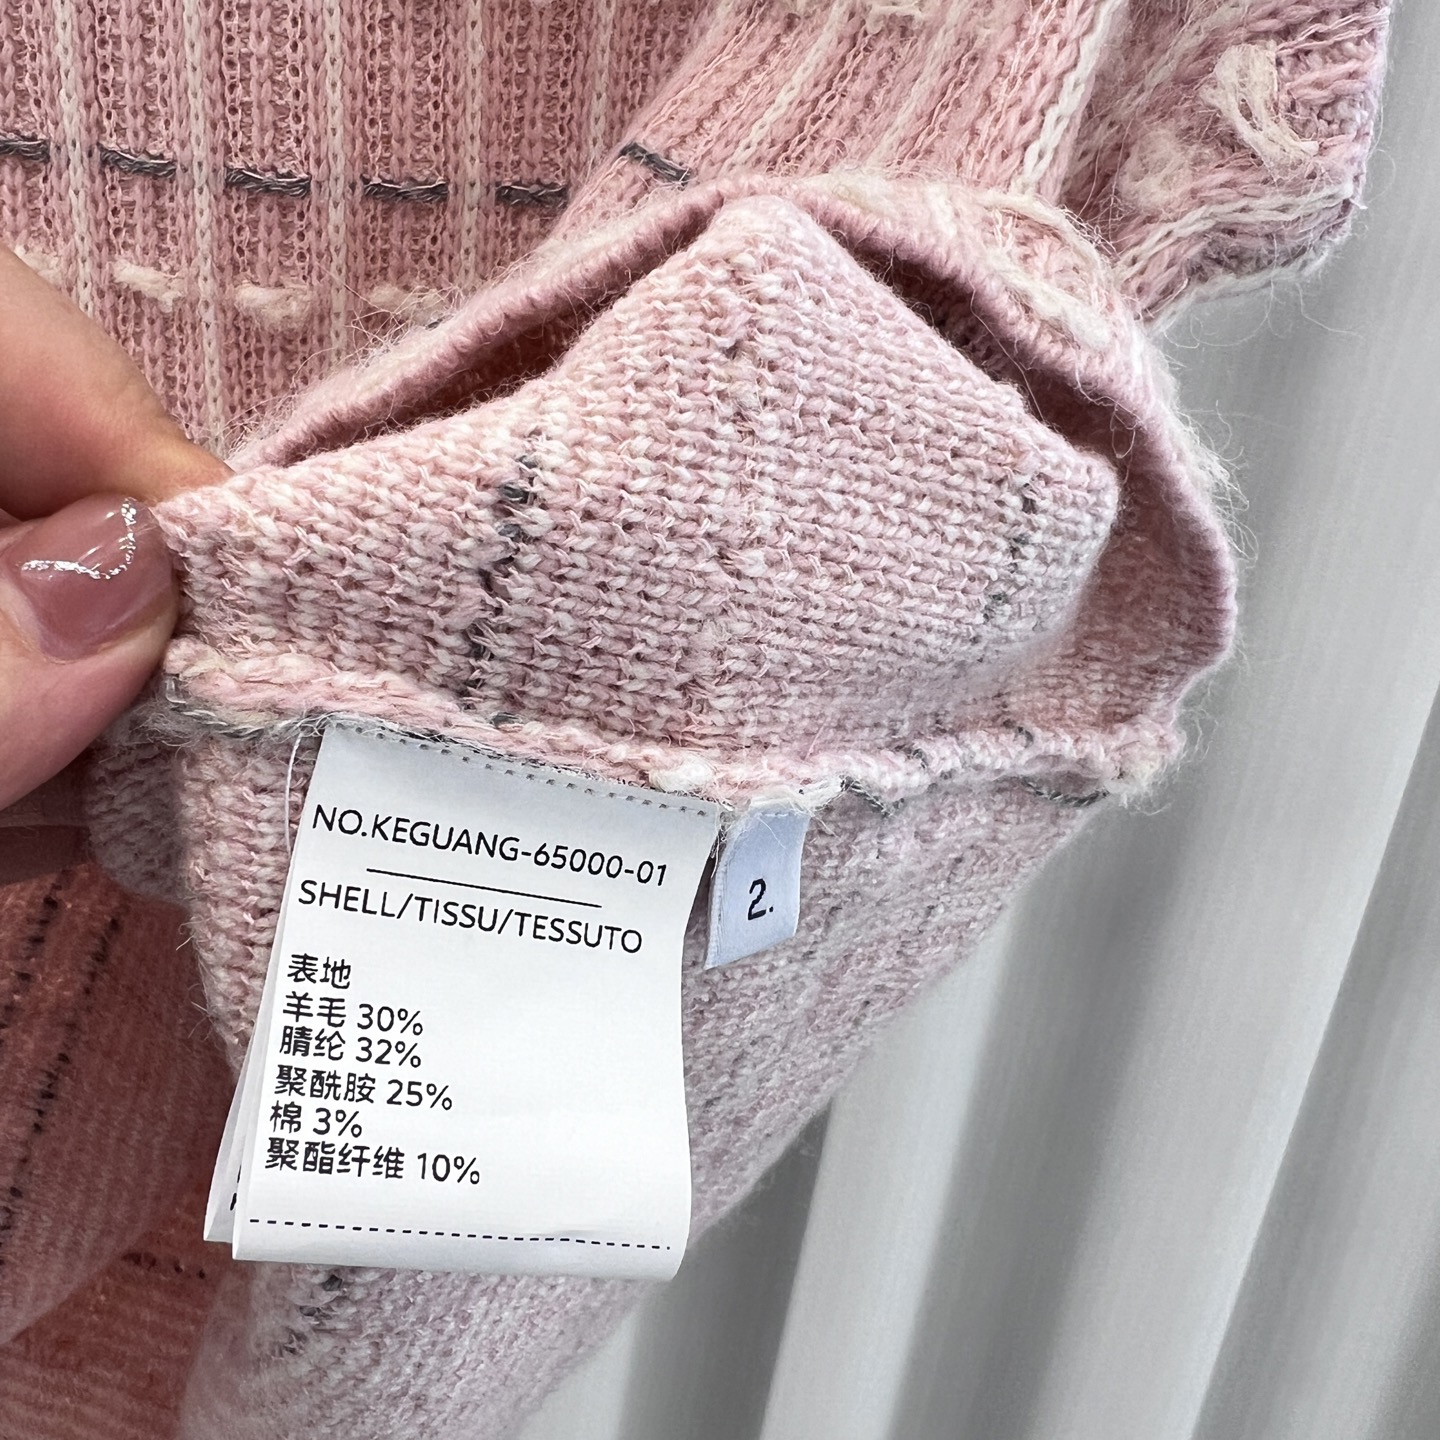 NO.KEGUANG-65000-01
SHELL/TISSU/TESSUTO
表地
羊毛 30%
腈纶 32%
聚酰胺 25%
棉 3%
聚酯纤维 10%
2.